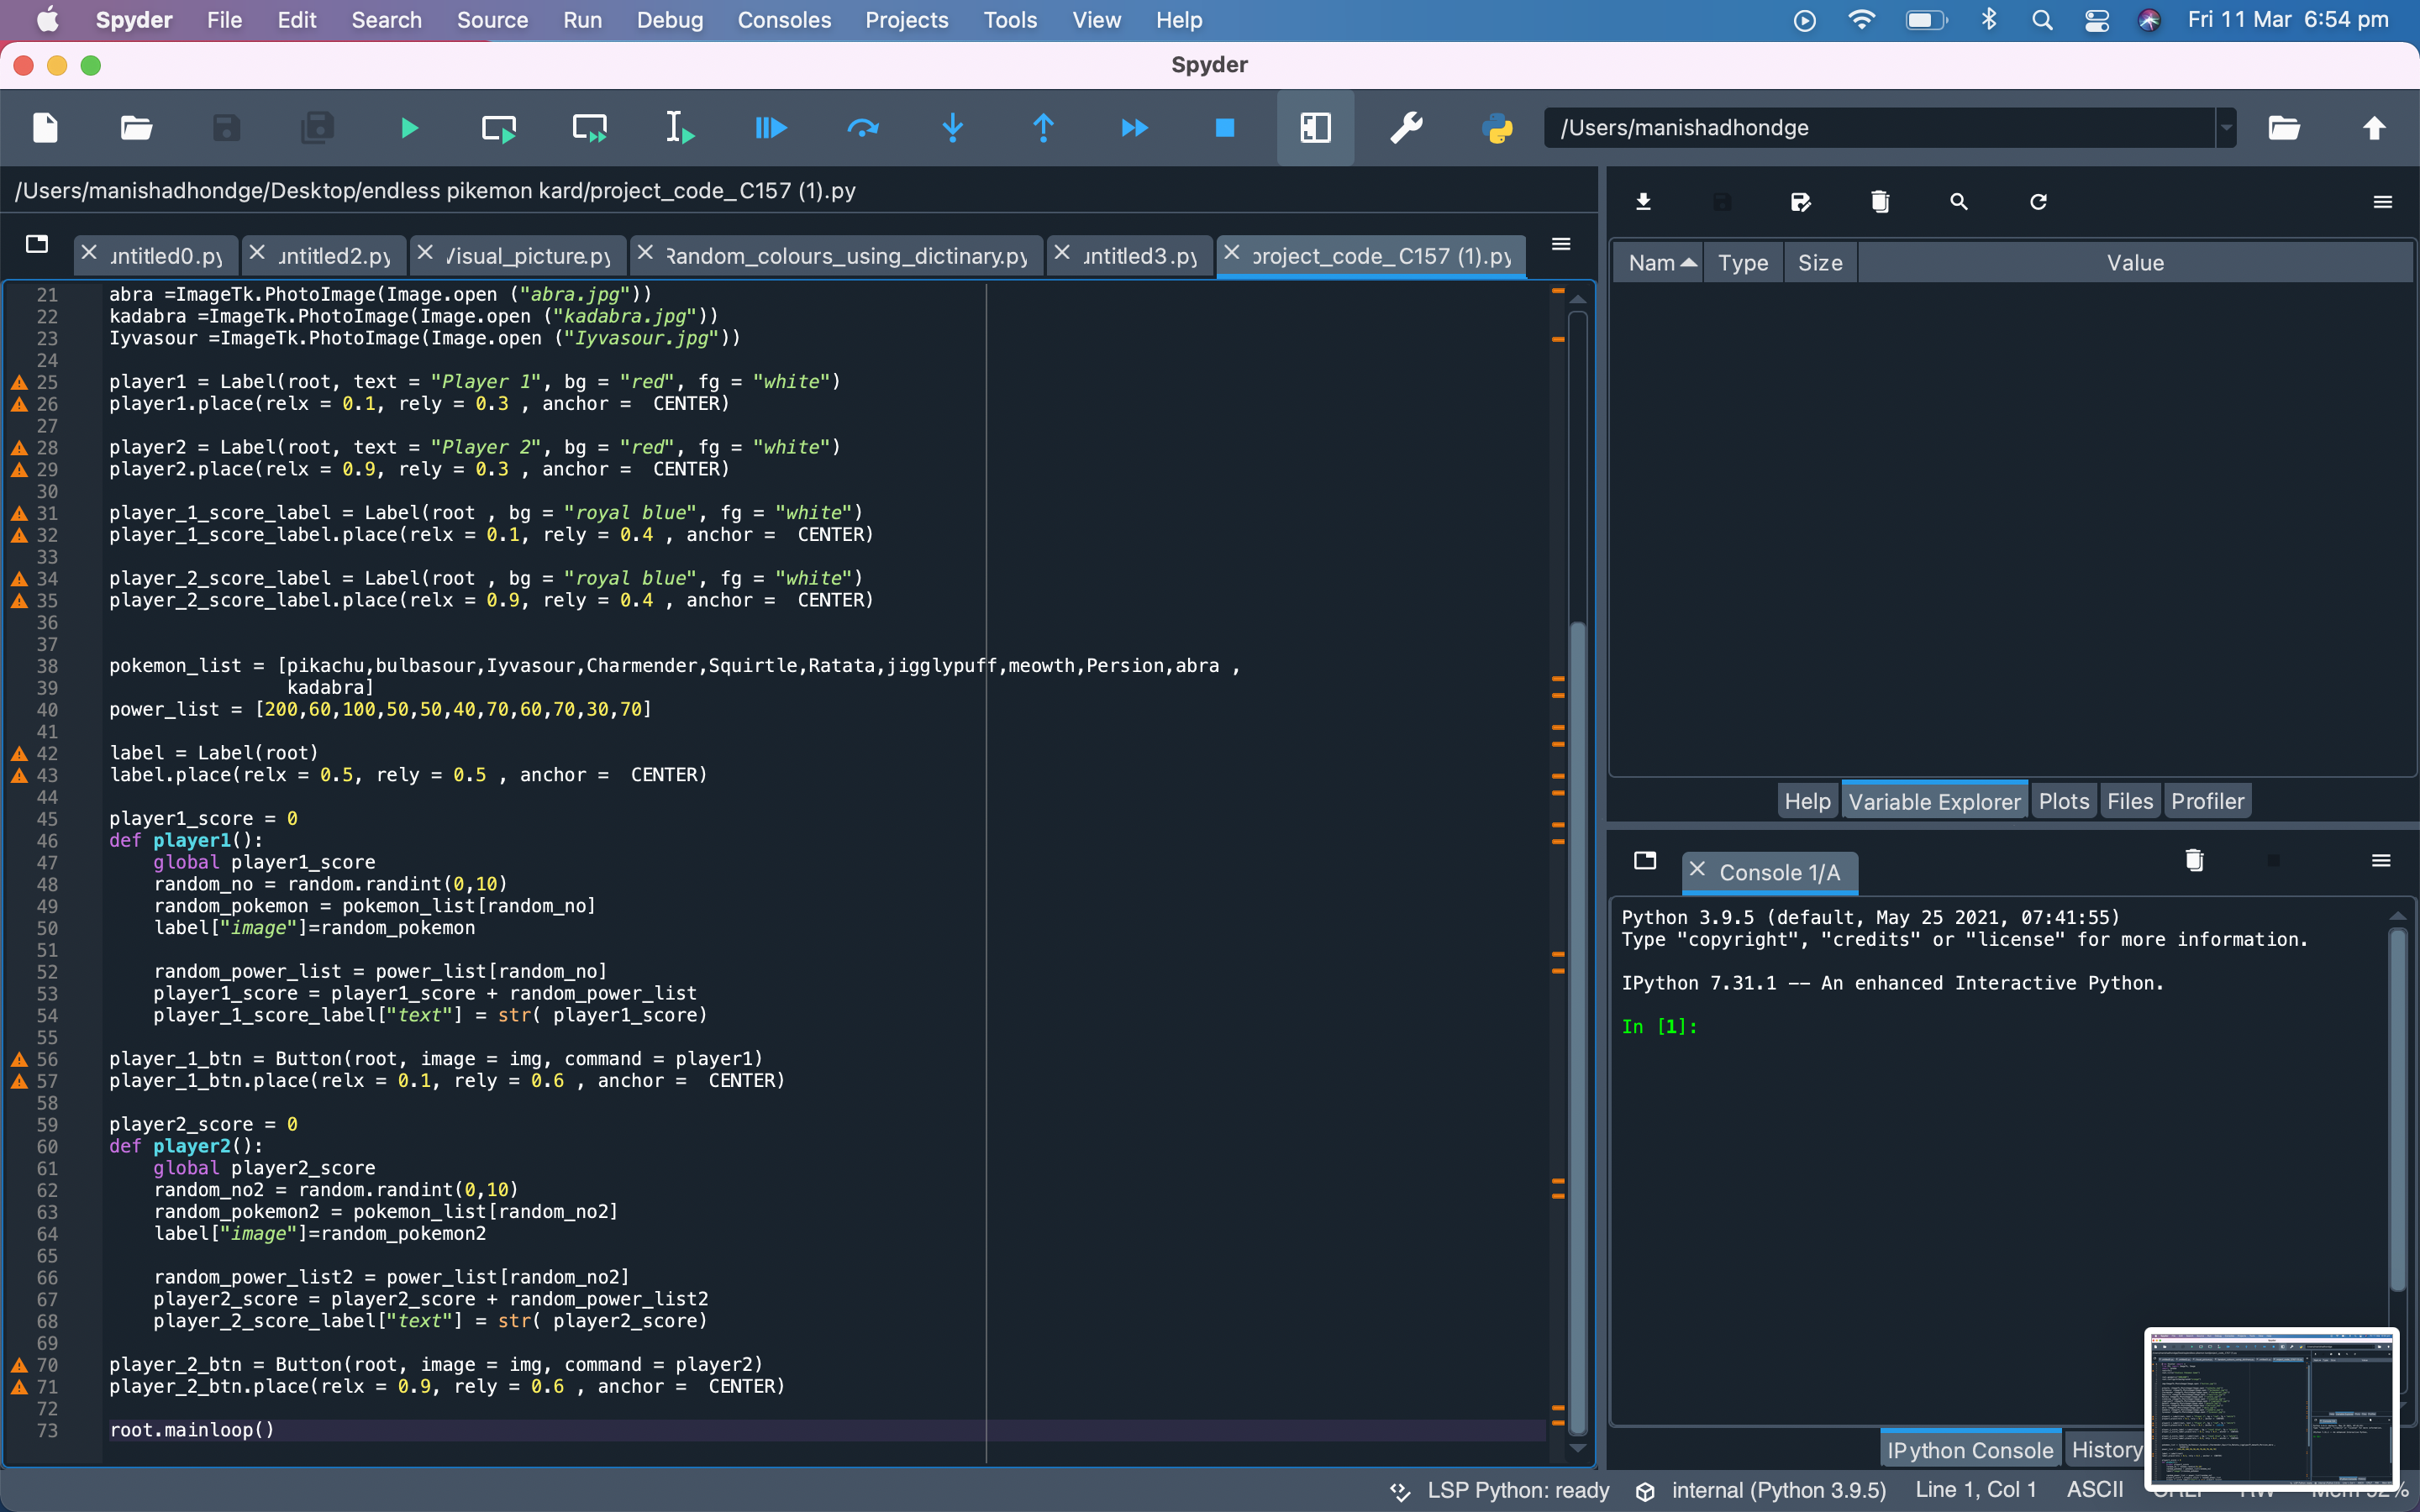 Spyder File Edit Search Source Run Debug Consoles Projects Tools View Help Fri 11 Mar 6:54 pm
Spyder
/Users/manishadhondge
/Users/manishadhondge/Desktop/endless pikemon kard/project_code_C157 (1).py
untitled0.py untitled2.py Visual_picture.py Random_colours_using_dictinary.py untitled3.py project_code_C157 (1).py
21 abra =ImageTk.PhotoImage(Image.open ("abra.jpg"))
22 kadabra =ImageTk.PhotoImage(Image.open ("kadabra.jpg"))
23 Iyvasour =ImageTk.PhotoImage(Image.open ("Iyvasour.jpg"))
24
25 player1 = Label(root, text = "Player 1", bg = "red", fg = "white")
26 player1.place(relx = 0.1, rely = 0.3 , anchor =  CENTER)
27
28 player2 = Label(root, text = "Player 2", bg = "red", fg = "white")
29 player2.place(relx = 0.9, rely = 0.3 , anchor =  CENTER)
30
31 player_1_score_label = Label(root , bg = "royal blue", fg = "white")
32 player_1_score_label.place(relx = 0.1, rely = 0.4 , anchor =  CENTER)
33
34 player_2_score_label = Label(root , bg = "royal blue", fg = "white")
35 player_2_score_label.place(relx = 0.9, rely = 0.4 , anchor =  CENTER)
36
37
38 pokemon_list = [pikachu,bulbasour,Iyvasour,Charmender,Squirtle,Ratata,jigglypuff,meowth,Persion,abra ,
39                 kadabra]
40 power_list = [200,60,100,50,50,40,70,60,70,30,70]
41
42 label = Label(root)
43 label.place(relx = 0.5, rely = 0.5 , anchor =  CENTER)
44
45 player1_score = 0
46 def player1():
47     global player1_score
48     random_no = random.randint(0,10)
49     random_pokemon = pokemon_list[random_no]
50     label["image"]=random_pokemon
51
52     random_power_list = power_list[random_no]
53     player1_score = player1_score + random_power_list
54     player_1_score_label["text"] = str( player1_score)
55
56 player_1_btn = Button(root, image = img, command = player1)
57 player_1_btn.place(relx = 0.1, rely = 0.6 , anchor =  CENTER)
58
59 player2_score = 0
60 def player2():
61     global player2_score
62     random_no2 = random.randint(0,10)
63     random_pokemon2 = pokemon_list[random_no2]
64     label["image"]=random_pokemon2
65
66     random_power_list2 = power_list[random_no2]
67     player2_score = player2_score + random_power_list2
68     player_2_score_label["text"] = str( player2_score)
69
70 player_2_btn = Button(root, image = img, command = player2)
71 player_2_btn.place(relx = 0.9, rely = 0.6 , anchor =  CENTER)
72
73 root.mainloop()
Nam Type Size Value
Help Variable Explorer Plots Files Profiler
Console 1/A
Python 3.9.5 (default, May 25 2021, 07:41:55)
Type "copyright", "credits" or "license" for more information.
IPython 7.31.1 -- An enhanced Interactive Python.
In [1]:
IPython Console History
LSP Python: ready internal (Python 3.9.5) Line 1, Col 1 ASCII